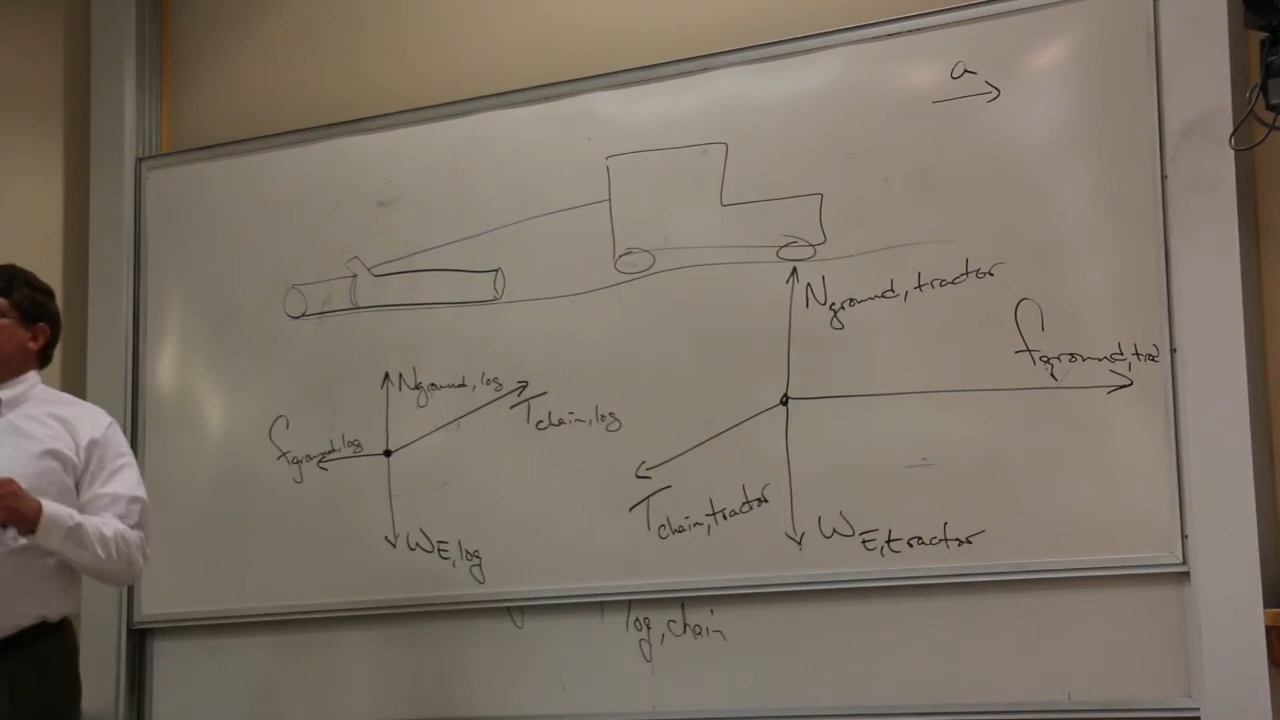 a
N ground, tractor
f ground, trac
N ground, log
T chain, log
f ground, log
T chain, tractor
W E, tractor
W E, log
log, chain